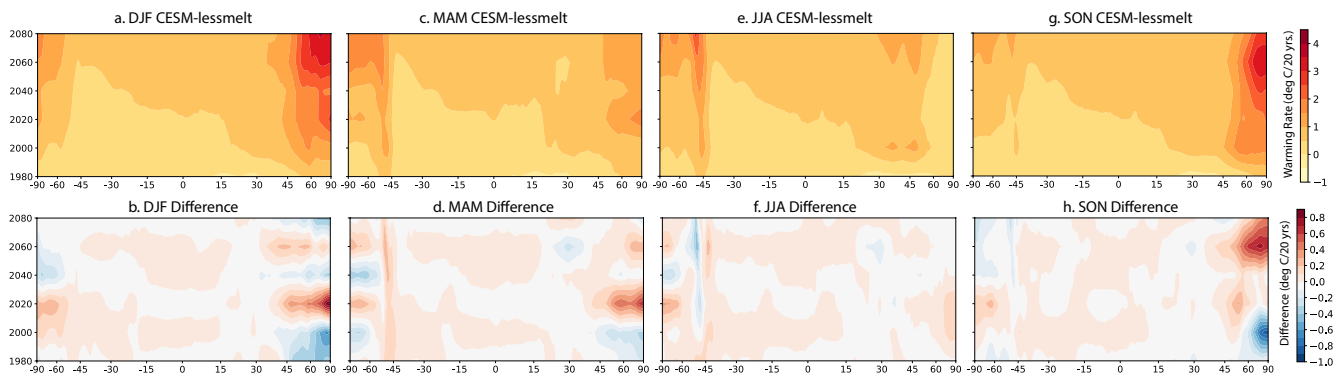 a. DJF CESM-lessmelt
c. MAM CESM-lessmelt
e. JJA CESM-lessmelt
g. SON CESM-lessmelt
2080
2060
2040
2020
2000
1980
-90 -60 -45 -30 -15 0 15 30 45 60 90
-90 -60 -45 -30 -15 0 15 30 45 60 90
-90 -60 -45 -30 -15 0 15 30 45 60 90
-90 -60 -45 -30 -15 0 15 30 45 60 90
4
3
2
1
0
−1
Warming Rate (deg C/20 yrs.)
b. DJF Difference
d. MAM Difference
f. JJA Difference
h. SON Difference
2080
2060
2040
2020
2000
1980
-90 -60 -45 -30 -15 0 15 30 45 60 90
-90 -60 -45 -30 -15 0 15 30 45 60 90
-90 -60 -45 -30 -15 0 15 30 45 60 90
-90 -60 -45 -30 -15 0 15 30 45 60 90
0.8
0.6
0.4
0.2
0.0
−0.2
−0.4
−0.6
−0.8
−1.0
Difference (deg C/20 yrs)